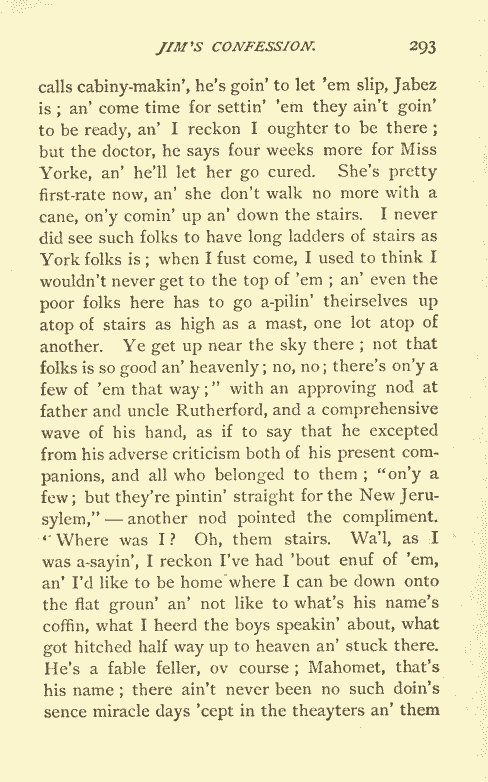 JIM'S CONFESSION. 293
calls cabiny-makin', he's goin' to let 'em slip, Jabez
is ; an' come time for settin' 'em they ain't goin'
to be ready, an' I reckon I oughter to be there ;
but the doctor, he says four weeks more for Miss
Yorke, an' he'll let her go cured. She's pretty
first-rate now, an' she don't walk no more with a
cane, on'y comin' up an' down the stairs. I never
did see such folks to have long ladders of stairs as
York folks is ; when I fust come, I used to think I
wouldn't never get to the top of 'em ; an' even the
poor folks here has to go a-pilin' theirselves up
atop of stairs as high as a mast, one lot atop of
another. Ye get up near the sky there ; not that
folks is so good an' heavenly ; no, no ; there's on'y a
few of 'em that way ;" with an approving nod at
father and uncle Rutherford, and a comprehensive
wave of his hand, as if to say that he excepted
from his adverse criticism both of his present com-
panions, and all who belonged to them ; "on'y a
few ; but they're pintin' straight for the New Jeru-
sylem," — another nod pointed the compliment.
"Where was I? Oh, them stairs. Wa'l, as I
was a-sayin', I reckon I've had 'bout enuf of 'em,
an' I'd like to be home where I can be down onto
the flat groun' an' not like to what's his name's
coffin, what I heerd the boys speakin' about, what
got hitched half way up to heaven an' stuck there.
He's a fable feller, ov course ; Mahomet, that's
his name ; there ain't never been no such doin's
sence miracle days 'cept in the theayters an' them